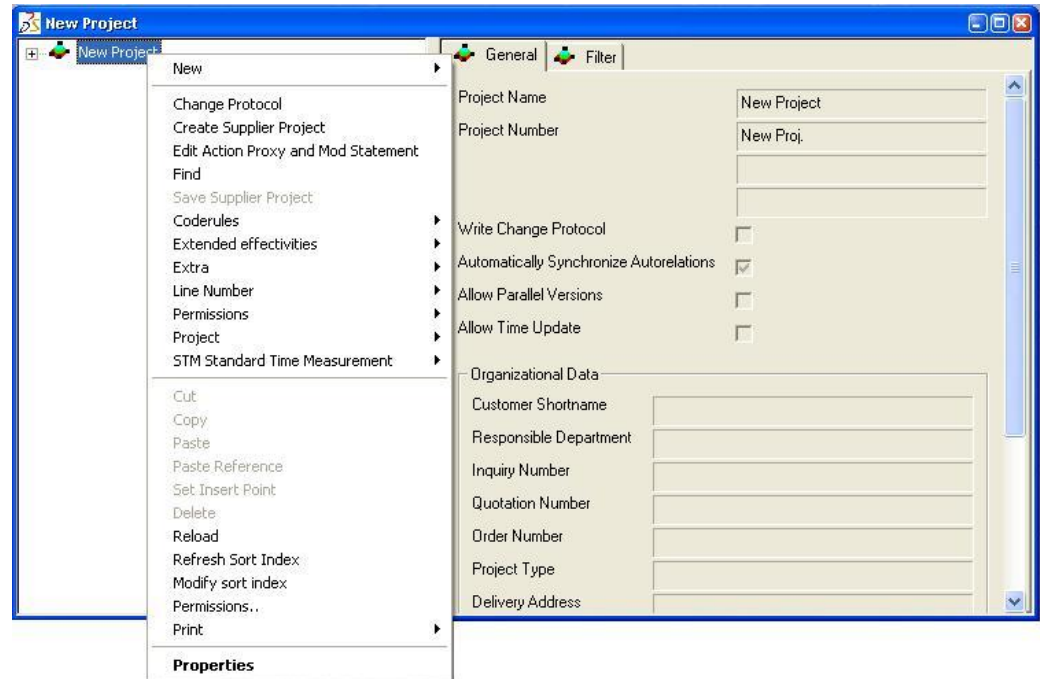 New Project
New Project
New
Change Protocol
Create Supplier Project
Edit Action Proxy and Mod Statement
Find
Save Supplier Project
Coderules
Extended effectivities
Extra
Line Number
Permissions
Project
STM Standard Time Measurement
Cut
Copy
Paste
Paste Reference
Set Insert Point
Delete
Reload
Refresh Sort Index
Modify sort index
Permissions..
Print
Properties
General Filter
Project Name New Project
Project Number New Proj.
Write Change Protocol
Automatically Synchronize Autorelations
Allow Parallel Versions
Allow Time Update
Organizational Data
Customer Shortname
Responsible Department
Inquiry Number
Quotation Number
Order Number
Project Type
Delivery Address